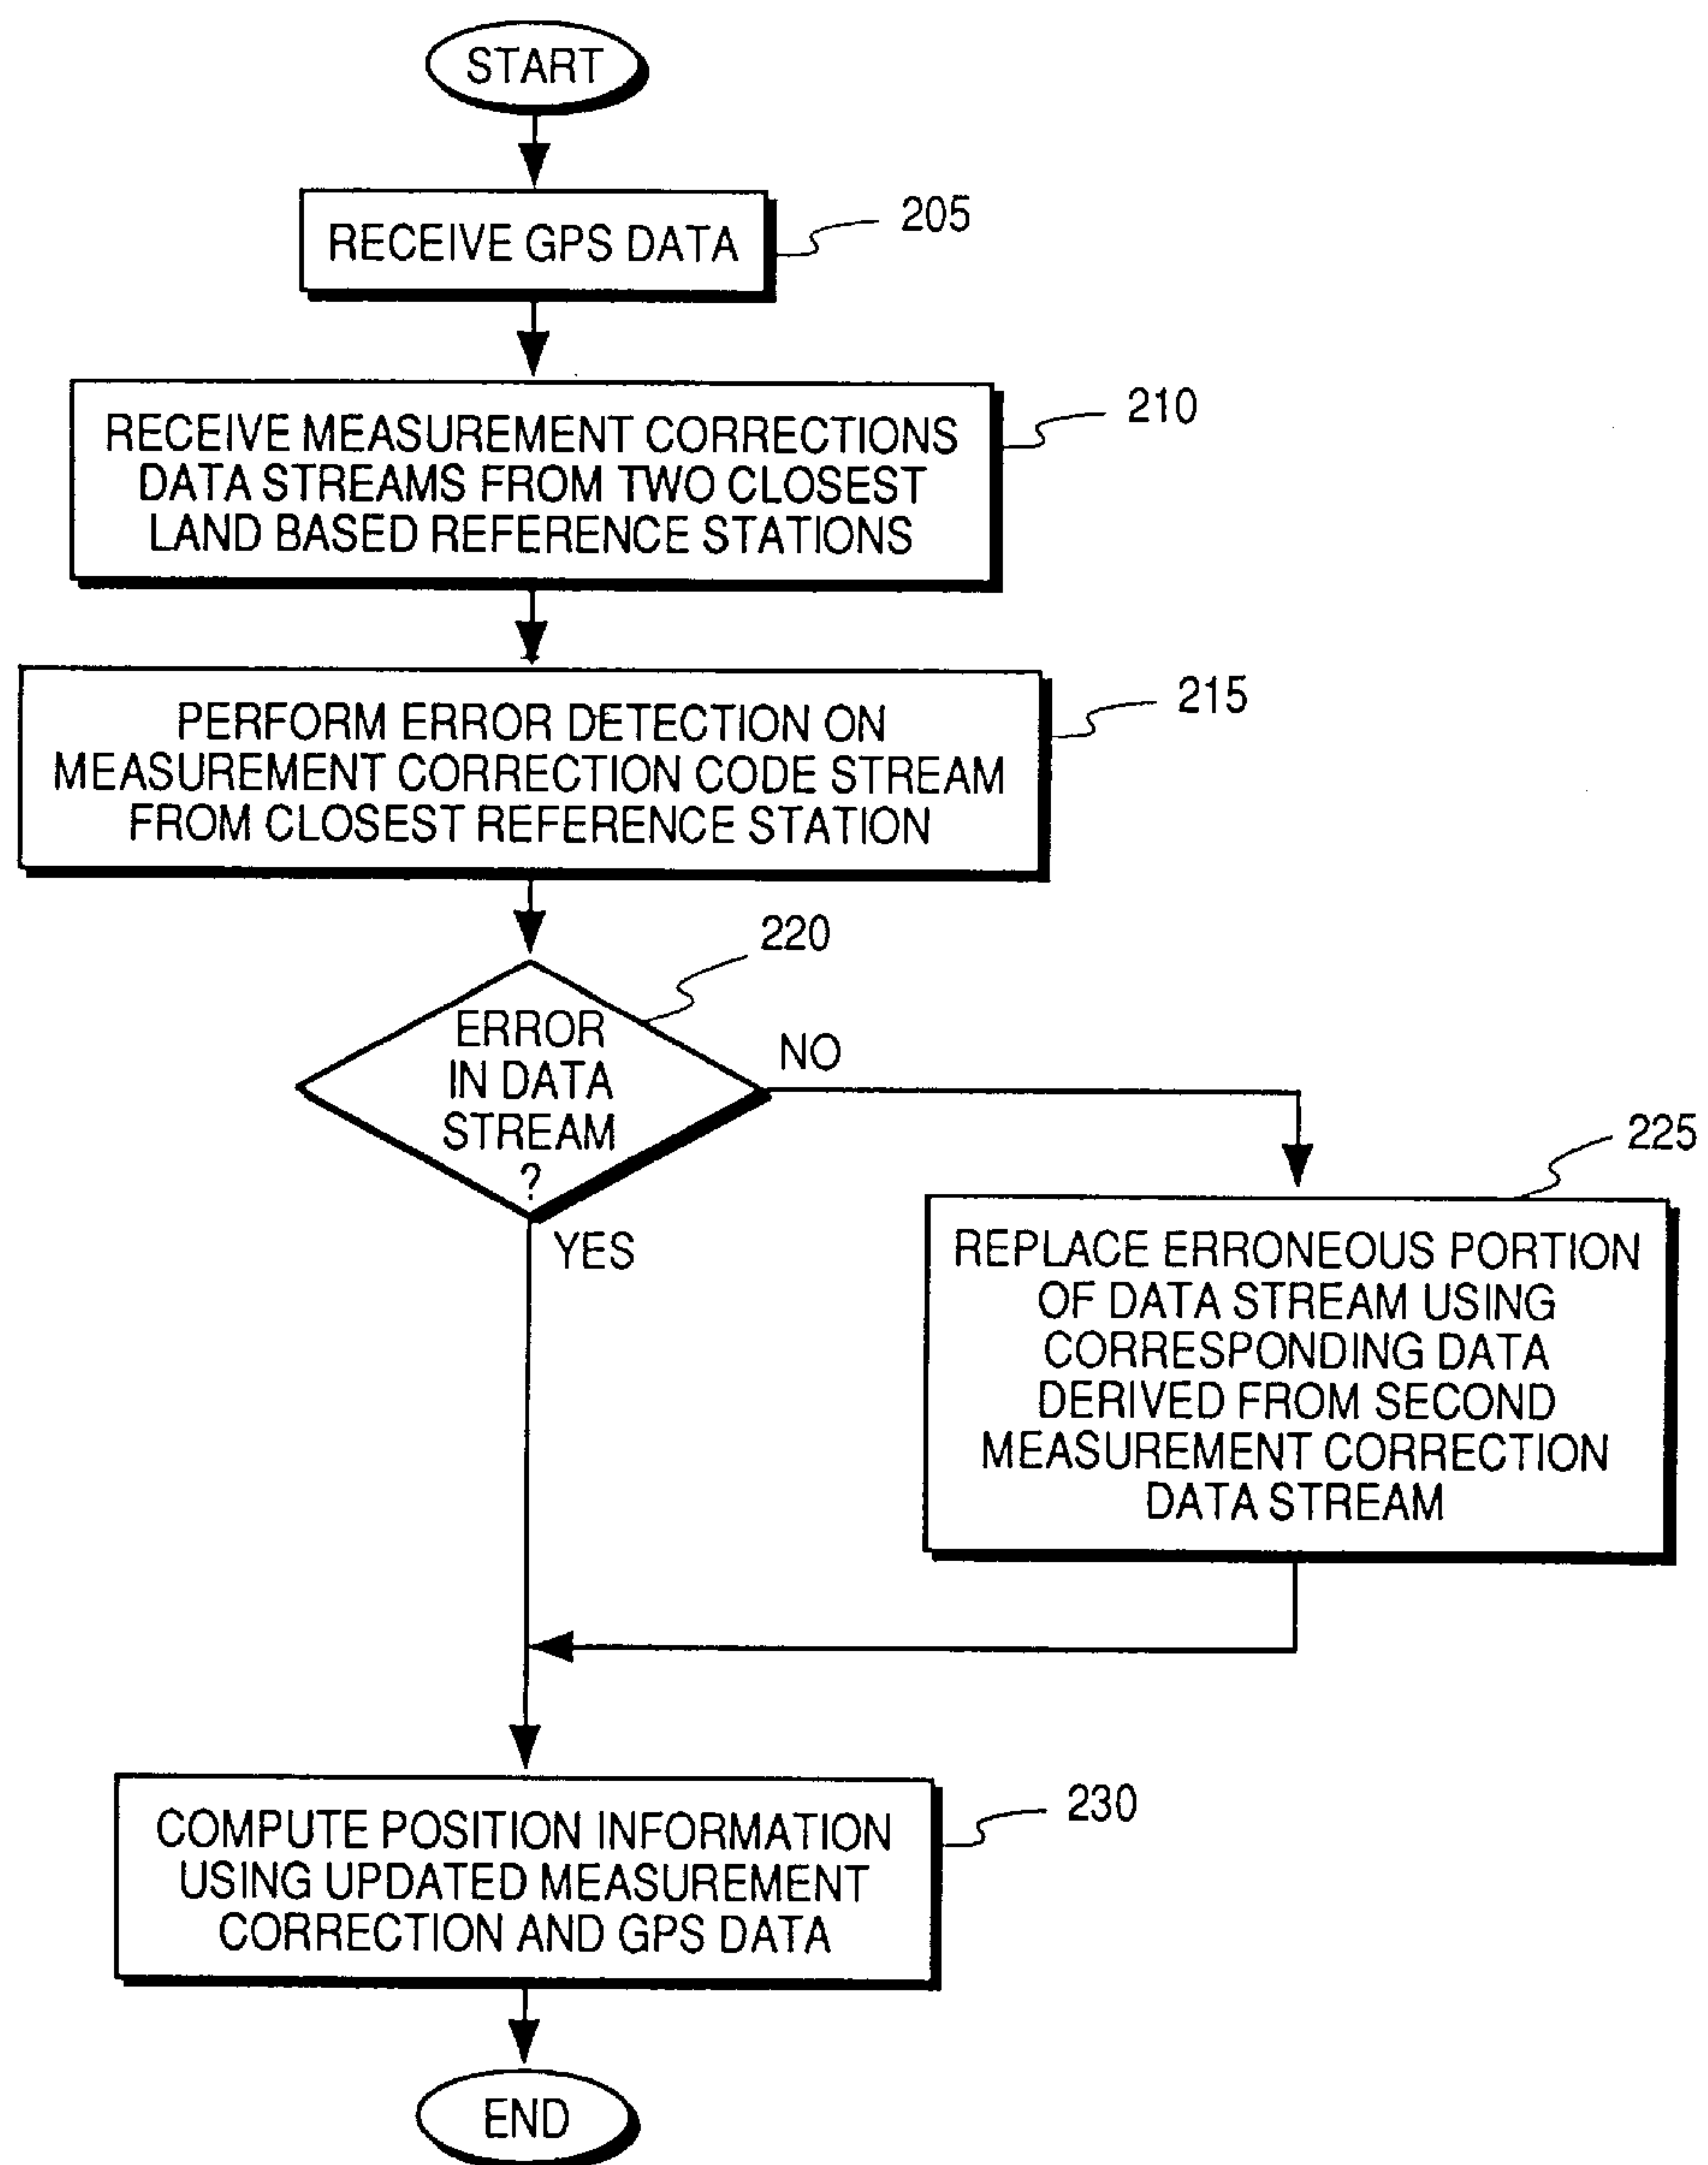 START
RECEIVE GPS DATA
205
RECEIVE MEASUREMENT CORRECTIONS
DATA STREAMS FROM TWO CLOSEST
LAND BASED REFERENCE STATIONS
210
PERFORM ERROR DETECTION ON
MEASUREMENT CORRECTION CODE STREAM
FROM CLOSEST REFERENCE STATION
215
220
ERROR
IN DATA
STREAM
?
NO
YES
225
REPLACE ERRONEOUS PORTION
OF DATA STREAM USING
CORRESPONDING DATA
DERIVED FROM SECOND
MEASUREMENT CORRECTION
DATA STREAM
COMPUTE POSITION INFORMATION
USING UPDATED MEASUREMENT
CORRECTION AND GPS DATA
230
END